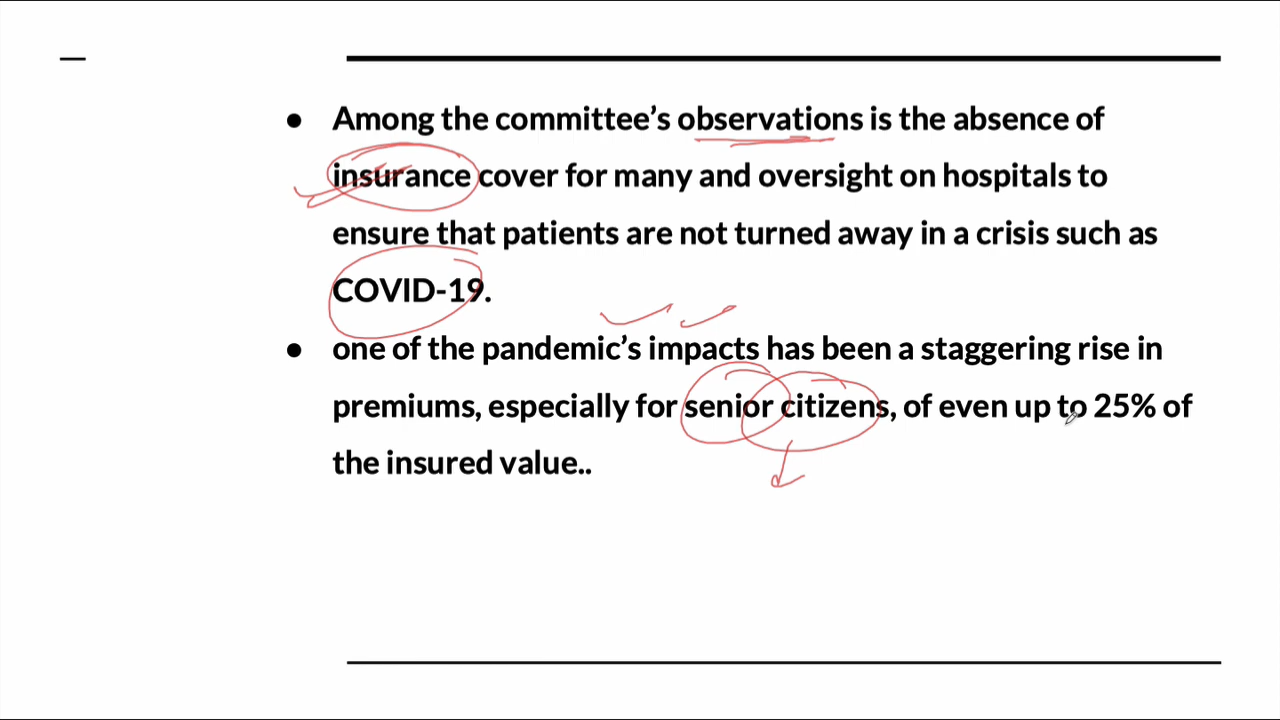 ● Among the committee’s observations is the absence of
insurance cover for many and oversight on hospitals to
ensure that patients are not turned away in a crisis such as
COVID-19.
● one of the pandemic’s impacts has been a staggering rise in
premiums, especially for senior citizens, of even up to 25% of
the insured value..